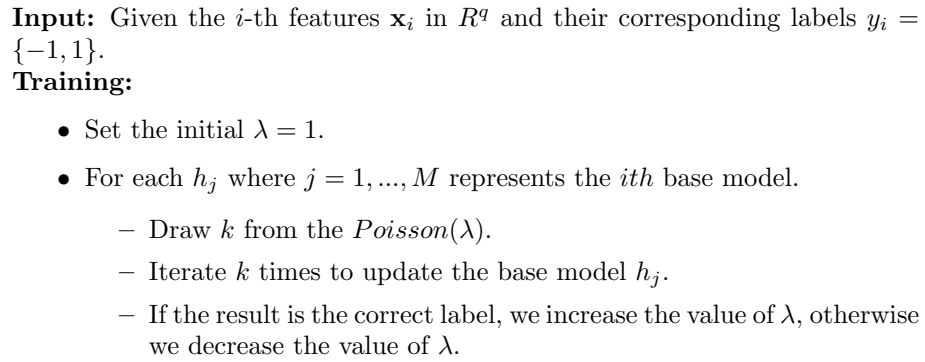 Input: Given the i-th features x_i in R^q and their corresponding labels y_i =
{−1, 1}.
Training:
• Set the initial λ = 1.
• For each h_j where j = 1, ..., M represents the ith base model.
– Draw k from the Poisson(λ).
– Iterate k times to update the base model h_j.
– If the result is the correct label, we increase the value of λ, otherwise
we decrease the value of λ.